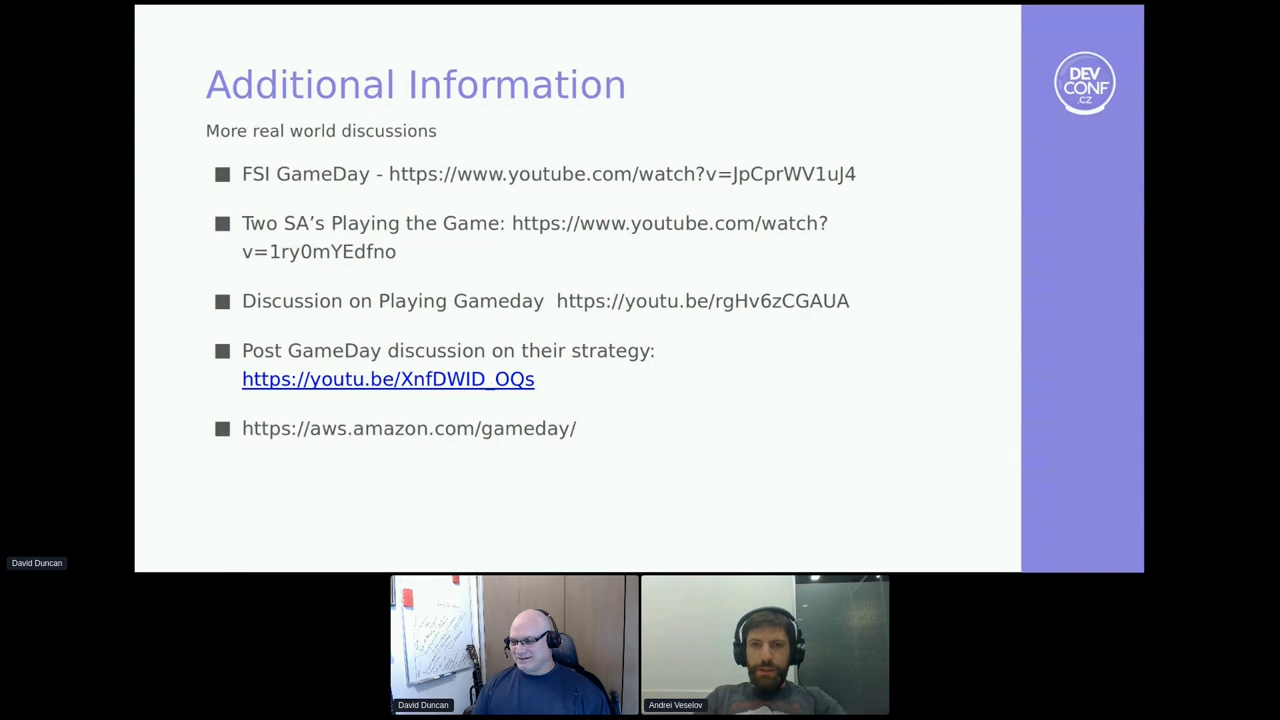 Additional Information
DEV
CONF
.CZ
More real world discussions
FSI GameDay - https://www.youtube.com/watch?v=JpCprWV1uJ4
Two SA’s Playing the Game: https://www.youtube.com/watch?
v=1ry0mYEdfno
Discussion on Playing Gameday  https://youtu.be/rgHv6zCGAUA
Post GameDay discussion on their strategy:
https://youtu.be/XnfDWID_OQs
https://aws.amazon.com/gameday/
David Duncan
David Duncan
Andrei Veselov